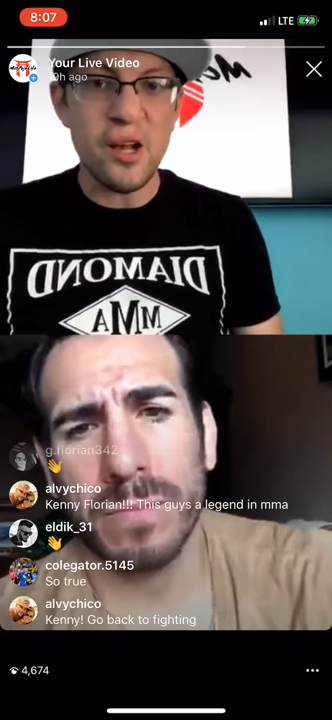 8:07
LTE
Your Live Video
19h ago
DIAMOND
MMA
g.florian342
👋
alvychico
Kenny Florian!!! This guys a legend in mma
eldik_31
👋
colegator.5145
So true
alvychico
Kenny! Go back to fighting
4,674